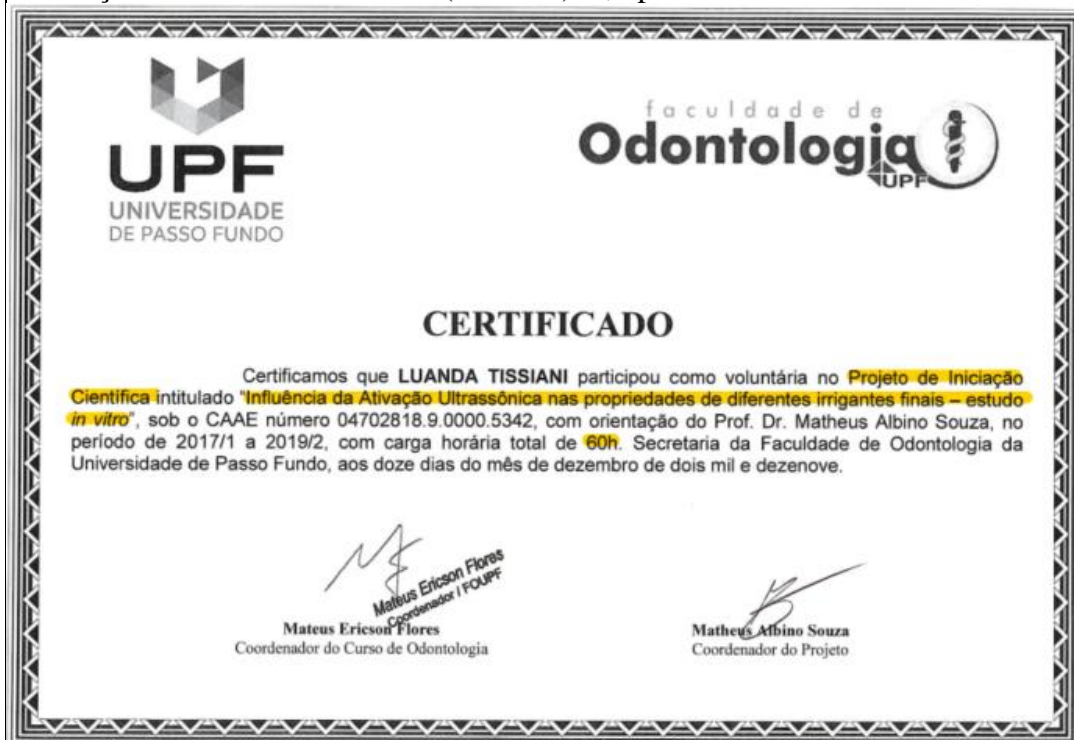 UPF
UNIVERSIDADE
DE PASSO FUNDO
faculdade de
Odontologia
UPF
CERTIFICADO
Certificamos que LUANDA TISSIANI participou como voluntária no Projeto de Iniciação
Científica intitulado "Influência da Ativação Ultrassônica nas propriedades de diferentes irrigantes finais – estudo
in vitro", sob o CAAE número 04702818.9.0000.5342, com orientação do Prof. Dr. Matheus Albino Souza, no
período de 2017/1 a 2019/2, com carga horária total de 60h. Secretaria da Faculdade de Odontologia da
Universidade de Passo Fundo, aos doze dias do mês de dezembro de dois mil e dezenove.
Mateus Ericson Flores
Coordenador / FOUPF
Mateus Ericson Flores
Coordenador do Curso de Odontologia
Matheus Albino Souza
Coordenador do Projeto